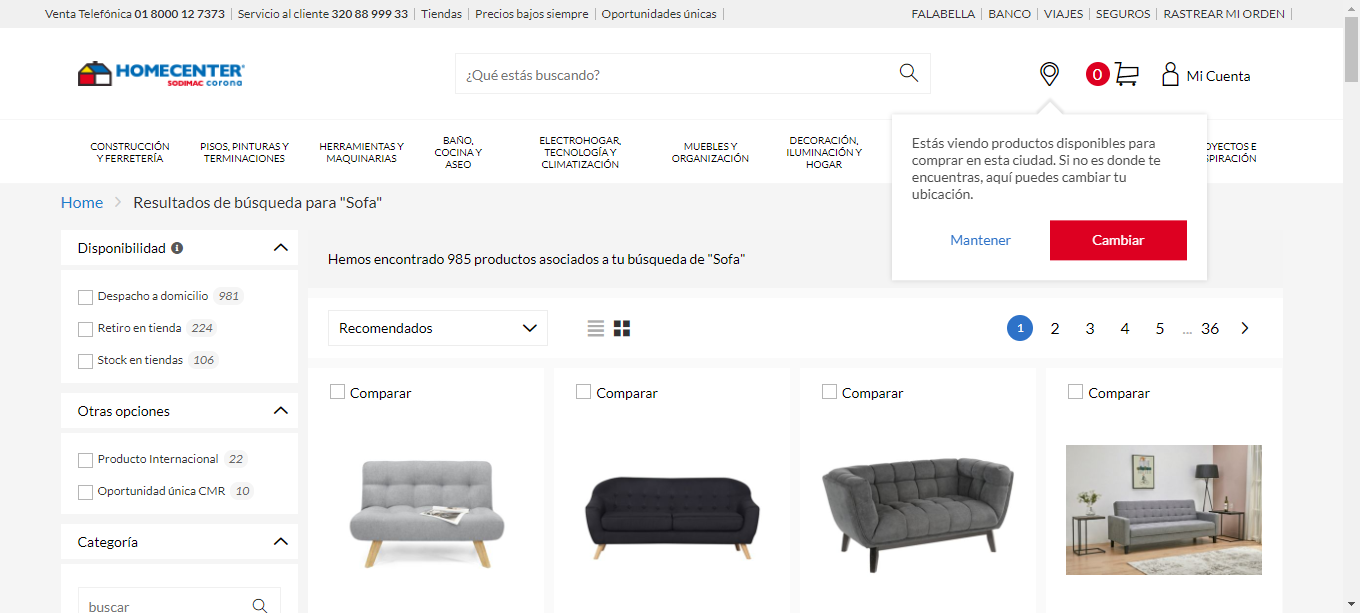 Venta Telefónica 01 8000 12 7373
Servicio al cliente 320 88 999 33
Tiendas
Precios bajos siempre
Oportunidades únicas
FALABELLA
BANCO
VIAJES
SEGUROS
RASTREAR MI ORDEN
HOMECENTER
SODIMAC corona
¿Qué estás buscando?
0
Mi Cuenta
CONSTRUCCIÓN
Y FERRETERÍA
PISOS, PINTURAS Y
TERMINACIONES
HERRAMIENTAS Y
MAQUINARIAS
BAÑO,
COCINA Y
ASEO
ELECTROHOGAR,
TECNOLOGÍA Y
CLIMATIZACIÓN
MUEBLES Y
ORGANIZACIÓN
DECORACIÓN,
ILUMINACIÓN Y
HOGAR
OYECTOS E
SPIRACIÓN
Estás viendo productos disponibles para
comprar en esta ciudad. Si no es donde te
encuentras, aquí puedes cambiar tu
ubicación.
Mantener
Cambiar
Home
Resultados de búsqueda para "Sofa"
Disponibilidad
Despacho a domicilio 981
Retiro en tienda 224
Stock en tiendas 106
Otras opciones
Producto Internacional 22
Oportunidad única CMR 10
Categoría
buscar
Hemos encontrado 985 productos asociados a tu búsqueda de "Sofa"
Recomendados
1 2 3 4 5 ... 36
Comparar
Comparar
Comparar
Comparar